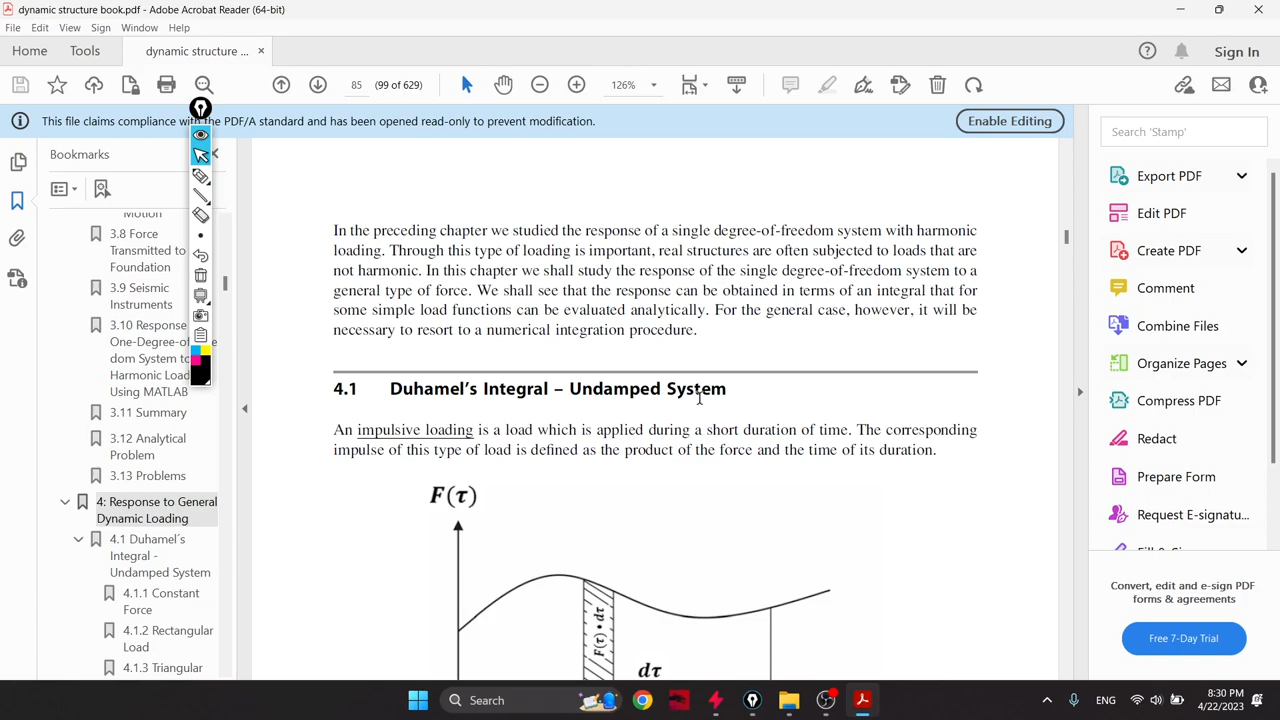 dynamic structure book.pdf - Adobe Acrobat Reader (64-bit)
File Edit View Sign Window Help
Home Tools dynamic structure ... × Sign In
85 (99 of 629) 126%
This file claims compliance with the PDF/A standard and has been opened read-only to prevent modification. Enable Editing
Bookmarks
Motion
3.8 Force
Transmitted to
Foundation
3.9 Seismic
Instruments
3.10 Response
One-Degree-of
dom System to
Harmonic Load
Using MATLAB
3.11 Summary
3.12 Analytical
Problem
3.13 Problems
4: Response to General
Dynamic Loading
4.1 Duhamel´s
Integral -
Undamped System
4.1.1 Constant
Force
4.1.2 Rectangular
Load
4.1.3 Triangular
In the preceding chapter we studied the response of a single degree-of-freedom system with harmonic
loading. Through this type of loading is important, real structures are often subjected to loads that are
not harmonic. In this chapter we shall study the response of the single degree-of-freedom system to a
general type of force. We shall see that the response can be obtained in terms of an integral that for
some simple load functions can be evaluated analytically. For the general case, however, it will be
necessary to resort to a numerical integration procedure.
4.1 Duhamel's Integral – Undamped System
An impulsive loading is a load which is applied during a short duration of time. The corresponding
impulse of this type of load is defined as the product of the force and the time of its duration.
F(τ)
F(τ) • dτ
dτ
Search 'Stamp'
Export PDF
Edit PDF
Create PDF
Comment
Combine Files
Organize Pages
Compress PDF
Redact
Prepare Form
Request E-signatu...
Convert, edit and e-sign PDF
forms & agreements
Free 7-Day Trial
Search
ENG
8:30 PM
4/22/2023